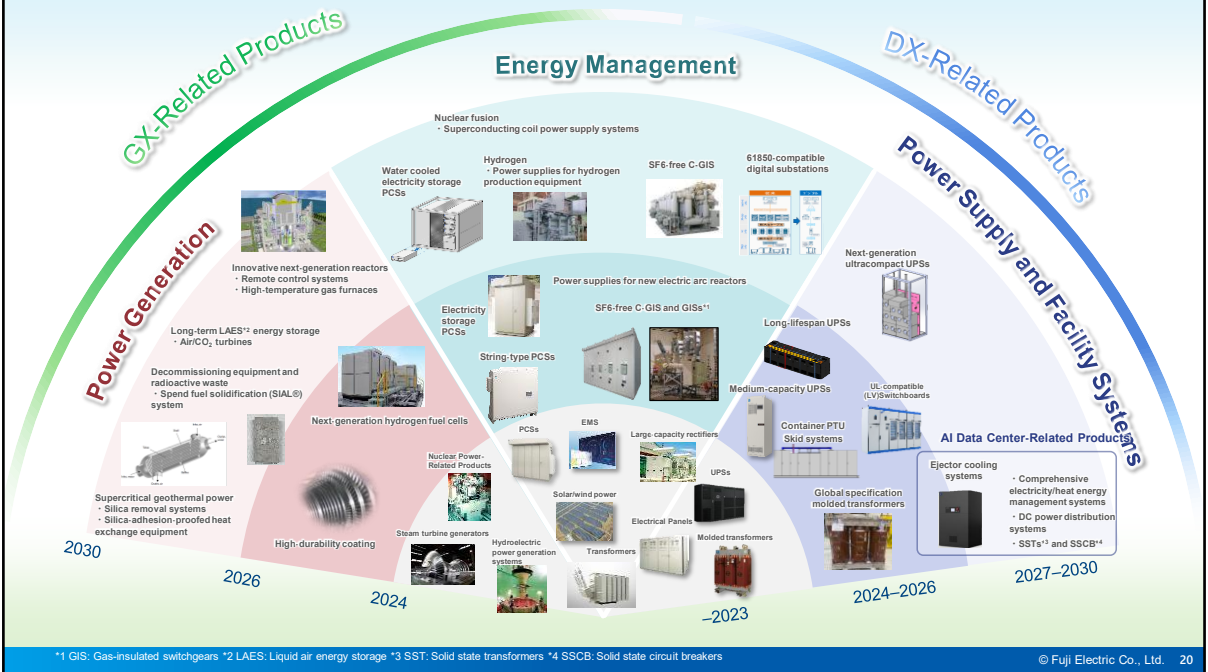 GX-Related Products
DX-Related Products
Energy Management
Power Generation
Power Supply and Facility Systems
Nuclear fusion
・Superconducting coil power supply systems
Water cooled
electricity storage
PCSs
Hydrogen
・Power supplies for hydrogen
production equipment
SF6-free C-GIS
61850-compatible
digital substations
Innovative next-generation reactors
・Remote control systems
・High-temperature gas furnaces
Long-term LAES*2 energy storage
・Air/CO2 turbines
Decommissioning equipment and
radioactive waste
・Spend fuel solidification (SIAL®)
system
Supercritical geothermal power
・Silica removal systems
・Silica-adhesion-proofed heat
exchange equipment
Next-generation hydrogen fuel cells
High-durability coating
Electricity
storage
PCSs
Power supplies for new electric arc reactors
SF6-free C-GIS and GISs*1
String-type PCSs
Next-generation
ultracompact UPSs
Long-lifespan UPSs
Medium-capacity UPSs
UL-compatible
(LV)Switchboards
Container PTU
Skid systems
Global specification
molded transformers
AI Data Center-Related Products
Ejector cooling
systems
・Comprehensive
electricity/heat energy
management systems
・DC power distribution
systems
・SSTs*3 and SSCB*4
PCSs
EMS
Large-capacity rectifiers
Nuclear Power-
Related Products
Solar/wind power
UPSs
Steam turbine generators
Hydroelectric
power generation
systems
Transformers
Electrical Panels
Molded transformers
2030
2026
2024
–2023
2024–2026
2027–2030
*1 GIS: Gas-insulated switchgears *2 LAES: Liquid air energy storage *3 SST: Solid state transformers *4 SSCB: Solid state circuit breakers
© Fuji Electric Co., Ltd. 20